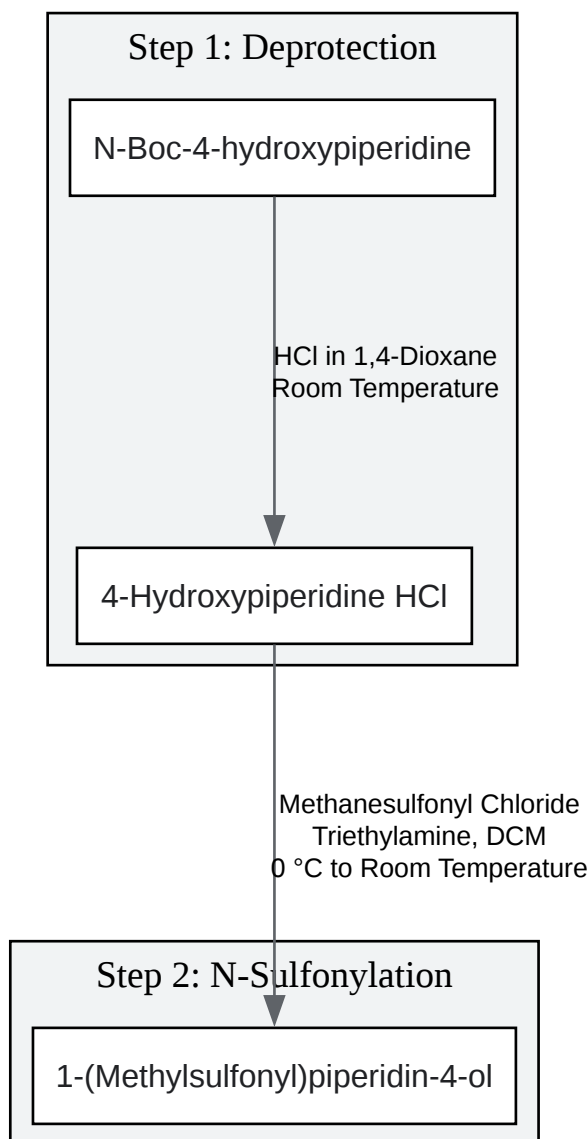 Step 1: Deprotection
N-Boc-4-hydroxypiperidine
HCl in 1,4-Dioxane
Room Temperature
4-Hydroxypiperidine HCl
Methanesulfonyl Chloride
Triethylamine, DCM
0 °C to Room Temperature
Step 2: N-Sulfonylation
1-(Methylsulfonyl)piperidin-4-ol